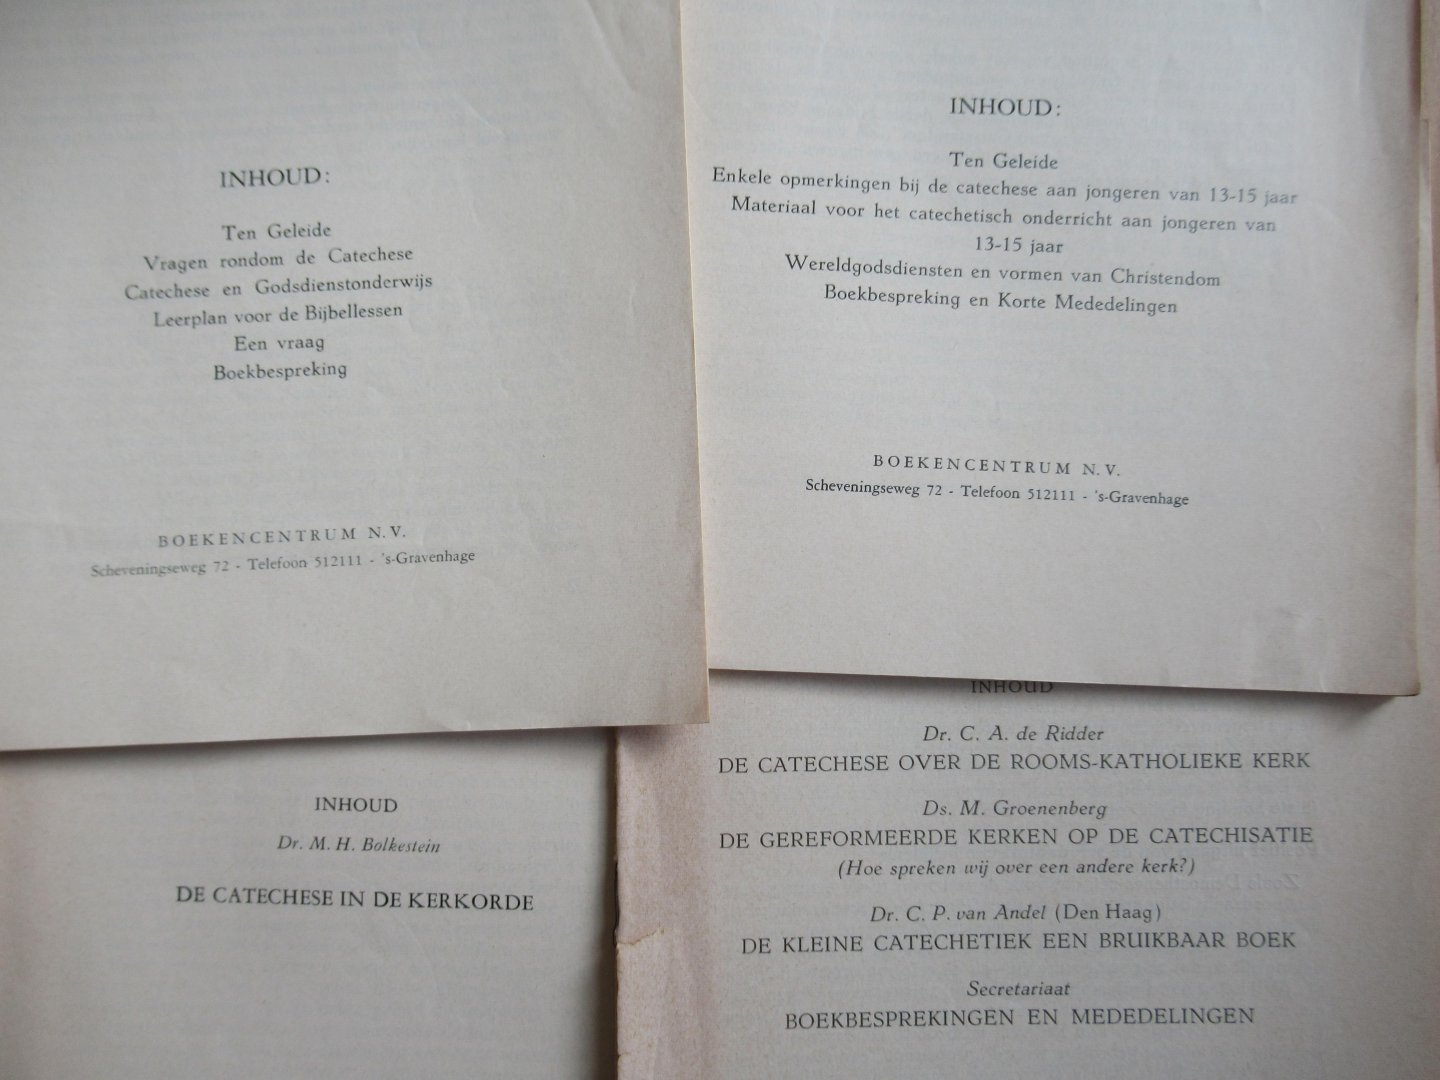 INHOUD:
Ten Geleide
Vragen rondom de Catechese
Catechese en Godsdienstonderwijs
Leerplan voor de Bijbellessen
Een vraag
Boekbespreking
BOEKENCENTRUM N.V.
Scheveningseweg 72 - Telefoon 512111 - 's-Gravenhage
INHOUD:
Ten Geleide
Enkele opmerkingen bij de catechese aan jongeren van 13-15 jaar
Materiaal voor het catechetisch onderricht aan jongeren van
13-15 jaar
Wereldgodsdiensten en vormen van Christendom
Boekbespreking en Korte Mededelingen
BOEKENCENTRUM N.V.
Scheveningseweg 72 - Telefoon 512111 - 's-Gravenhage
INHOUD
Dr. M. H. Bolkestein
DE CATECHESE IN DE KERKORDE
INHOUD
Dr. C. A. de Ridder
DE CATECHESE OVER DE ROOMS-KATHOLIEKE KERK
Ds. M. Groenenberg
DE GEREFORMEERDE KERKEN OP DE CATECHISATIE
(Hoe spreken wij over een andere kerk?)
Dr. C. P. van Andel (Den Haag)
DE KLEINE CATECHETIEK EEN BRUIKBAAR BOEK
Secretariaat
BOEKBESPREKINGEN EN MEDEDELINGEN